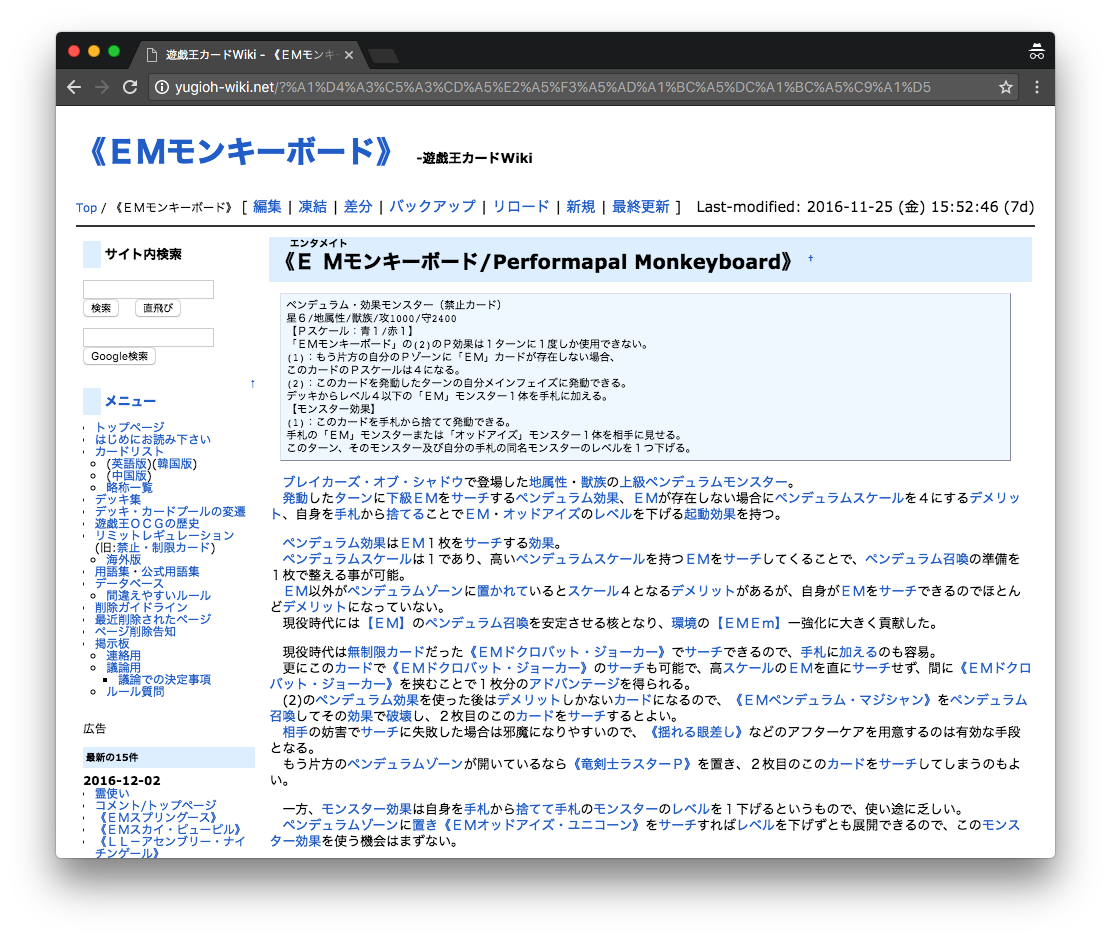 遊戯王カードWiki - 《ＥＭモンキ
yugioh-wiki.net/?%A1%D4%A3%C5%A3%CD%A5%E2%A5%F3%A5%AD%A1%BC%A5%DC%A1%BC%A5%C9%A1%D5
《ＥＭモンキーボード》 -遊戯王カードWiki
Top / 《ＥＭモンキーボード》 [ 編集 | 凍結 | 差分 | バックアップ | リロード | 新規 | 最終更新 ] Last-modified: 2016-11-25 (金) 15:52:46 (7d)
サイト内検索
検索 直飛び
Google検索
↑
メニュー
トップページ
はじめにお読み下さい
カードリスト
(英語版)(韓国版)
(中国版)
略称一覧
デッキ集
デッキ・カードプールの変遷
遊戯王ＯＣＧの歴史
リミットレギュレーション
(旧:禁止・制限カード)
海外版
用語集・公式用語集
データベース
間違えやすいルール
削除ガイドライン
最近削除されたページ
ページ削除告知
掲示板
連絡用
議論用
議論での決定事項
ルール質問
広告
最新の15件
2016-12-02
霊使い
コメント/トップページ
《ＥＭスプリングース》
《ＥＭスカイ・ピューピル》
《ＬＬ－アセンブリー・ナイ
チンゲール》
エンタメイト
《Ｅ Ｍモンキーボード/Performapal Monkeyboard》 †
ペンデュラム・効果モンスター（禁止カード）
星６/地属性/獣族/攻1000/守2400
【Ｐスケール：青１/赤１】
「ＥＭモンキーボード」の(2)のＰ効果は１ターンに１度しか使用できない。
(1)：もう片方の自分のＰゾーンに「ＥＭ」カードが存在しない場合、
このカードのＰスケールは４になる。
(2)：このカードを発動したターンの自分メインフェイズに発動できる。
デッキからレベル４以下の「ＥＭ」モンスター１体を手札に加える。
【モンスター効果】
(1)：このカードを手札から捨てて発動できる。
手札の「ＥＭ」モンスターまたは「オッドアイズ」モンスター１体を相手に見せる。
このターン、そのモンスター及び自分の手札の同名モンスターのレベルを１つ下げる。
ブレイカーズ・オブ・シャドウで登場した地属性・獣族の上級ペンデュラムモンスター。
発動したターンに下級ＥＭをサーチするペンデュラム効果、ＥＭが存在しない場合にペンデュラムスケールを４にするデメリッ
ト、自身を手札から捨てることでＥＭ・オッドアイズのレベルを下げる起動効果を持つ。
ペンデュラム効果はＥＭ１枚をサーチする効果。
ペンデュラムスケールは１であり、高いペンデュラムスケールを持つＥＭをサーチしてくることで、ペンデュラム召喚の準備を
１枚で整える事が可能。
ＥＭ以外がペンデュラムゾーンに置かれているとスケール４となるデメリットがあるが、自身がＥＭをサーチできるのでほとん
どデメリットになっていない。
現役時代には【ＥＭ】のペンデュラム召喚を安定させる核となり、環境の【ＥＭＥｍ】一強化に大きく貢献した。
現役時代は無制限カードだった《ＥＭドクロバット・ジョーカー》でサーチできるので、手札に加えるのも容易。
更にこのカードで《ＥＭドクロバット・ジョーカー》のサーチも可能で、高スケールのＥＭを直にサーチせず、間に《ＥＭドクロ
バット・ジョーカー》を挟むことで１枚分のアドバンテージを得られる。
(2)のペンデュラム効果を使った後はデメリットしかないカードになるので、《ＥＭペンデュラム・マジシャン》をペンデュラム
召喚してその効果で破壊し、２枚目のこのカードをサーチするとよい。
相手の妨害でサーチに失敗した場合は邪魔になりやすいので、《揺れる眼差し》などのアフターケアを用意するのは有効な手段
となる。
もう片方のペンデュラムゾーンが開いているなら《竜剣士ラスターＰ》を置き、２枚目のこのカードをサーチしてしまうのもよ
い。
一方、モンスター効果は自身を手札から捨てて手札のモンスターのレベルを１下げるというもので、使い途に乏しい。
ペンデュラムゾーンに置き《ＥＭオッドアイズ・ユニコーン》をサーチすればレベルを下げずとも展開できるので、このモンス
ター効果を使う機会はまずない。